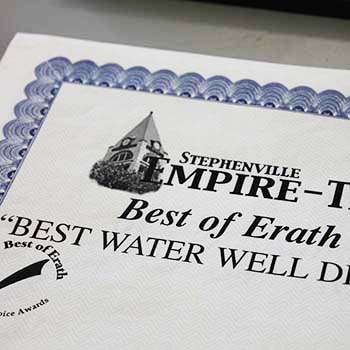 STEPHENVILLE
EMPIRE-T
Best of Erath
"BEST WATER WELL D
Best of Erath
oice Awards